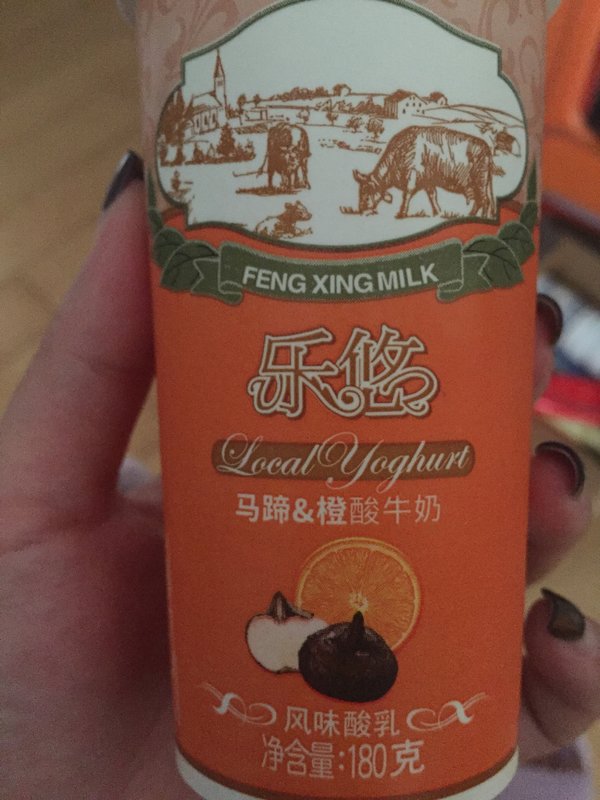 FENG XING MILK
乐悠
Local Yoghurt
马蹄&橙酸牛奶
风味酸乳
净含量:180克